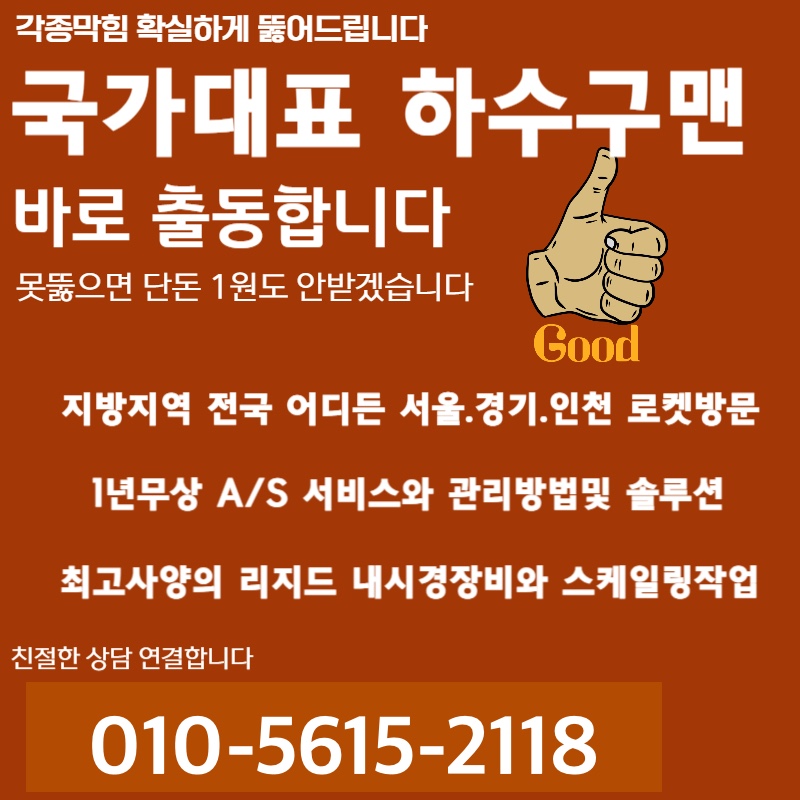 각종막힘 확실하게 뚫어드립니다
국가대표 하수구맨
바로 출동합니다
못뚫으면 단돈 1원도 안받겠습니다
Good
지방지역 전국 어디든 서울.경기.인천 로켓방문
1년무상 A/S 서비스와 관리방법및 솔루션
최고사양의 리지드 내시경장비와 스케일링작업
친절한 상담 연결합니다
010-5615-2118